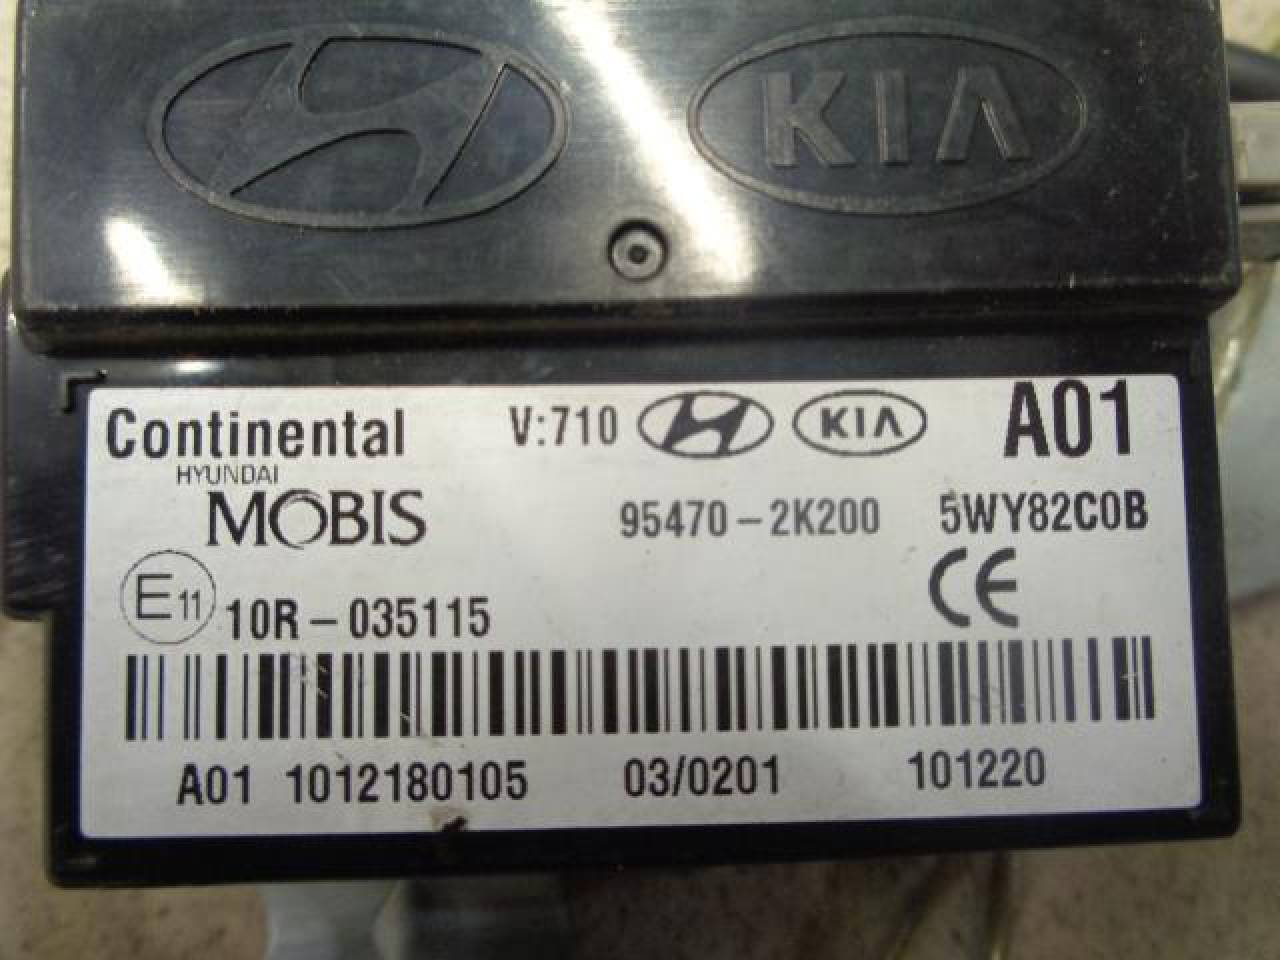 KIA
Continental V:710 KIA A01
HYUNDAI
MOBIS 95470-2K200 5WY82C0B
CE
E11 10R-035115
A01 1012180105 03/0201 101220